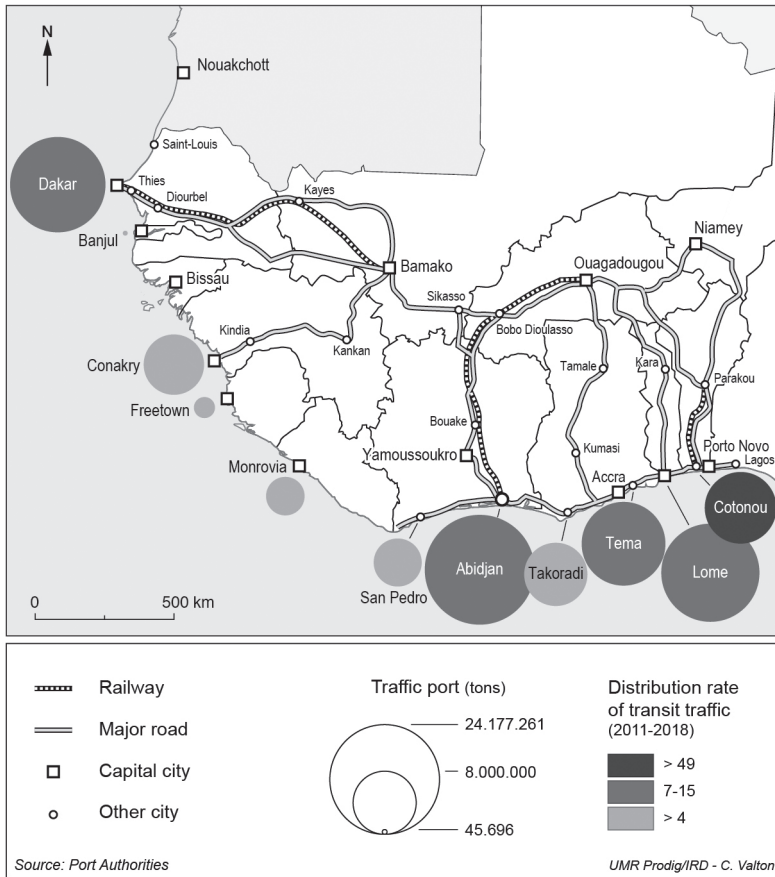 N
Nouakchott
Saint-Louis
Dakar
Thies
Diourbel
Kayes
Banjul
Niamey
Bamako
Ouagadougou
Bissau
Sikasso
Bobo Dioulasso
Kindia
Kankan
Conakry
Tamale
Kara
Parakou
Freetown
Bouake
Kumasi
Yamoussoukro
Porto Novo
Lagos
Monrovia
Accra
Cotonou
Tema
Abidjan
Takoradi
Lome
San Pedro
0 500 km
Railway
Major road
Capital city
Other city
Traffic port (tons)
24.177.261
8.000.000
45.696
Distribution rate
of transit traffic
(2011-2018)
> 49
7-15
> 4
Source: Port Authorities
UMR Prodig/IRD - C. Valton